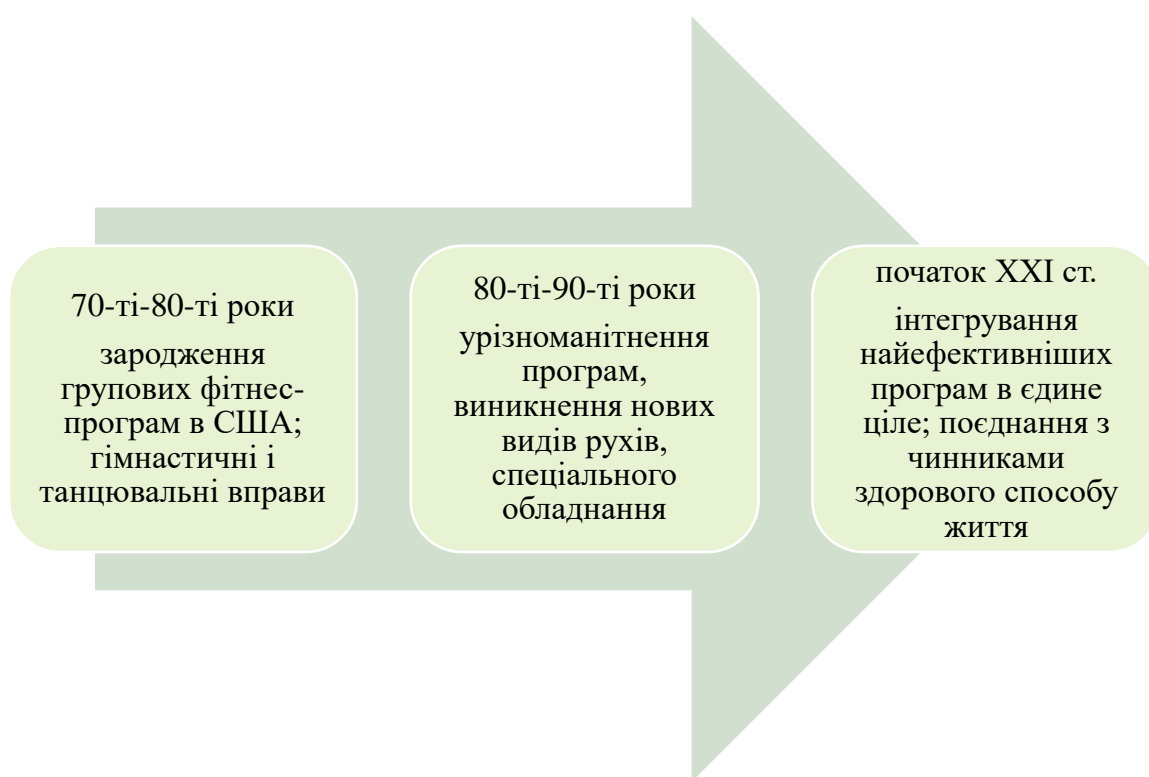 70-ті-80-ті роки
зародження
групових фітнес-
програм в США;
гімнастичні і
танцювальні вправи
80-ті-90-ті роки
урізноманітнення
програм,
виникнення нових
видів рухів,
спеціального
обладнання
початок ХХІ ст.
інтегрування
найефективніших
програм в єдине
ціле; поєднання з
чинниками
здорового способу
життя